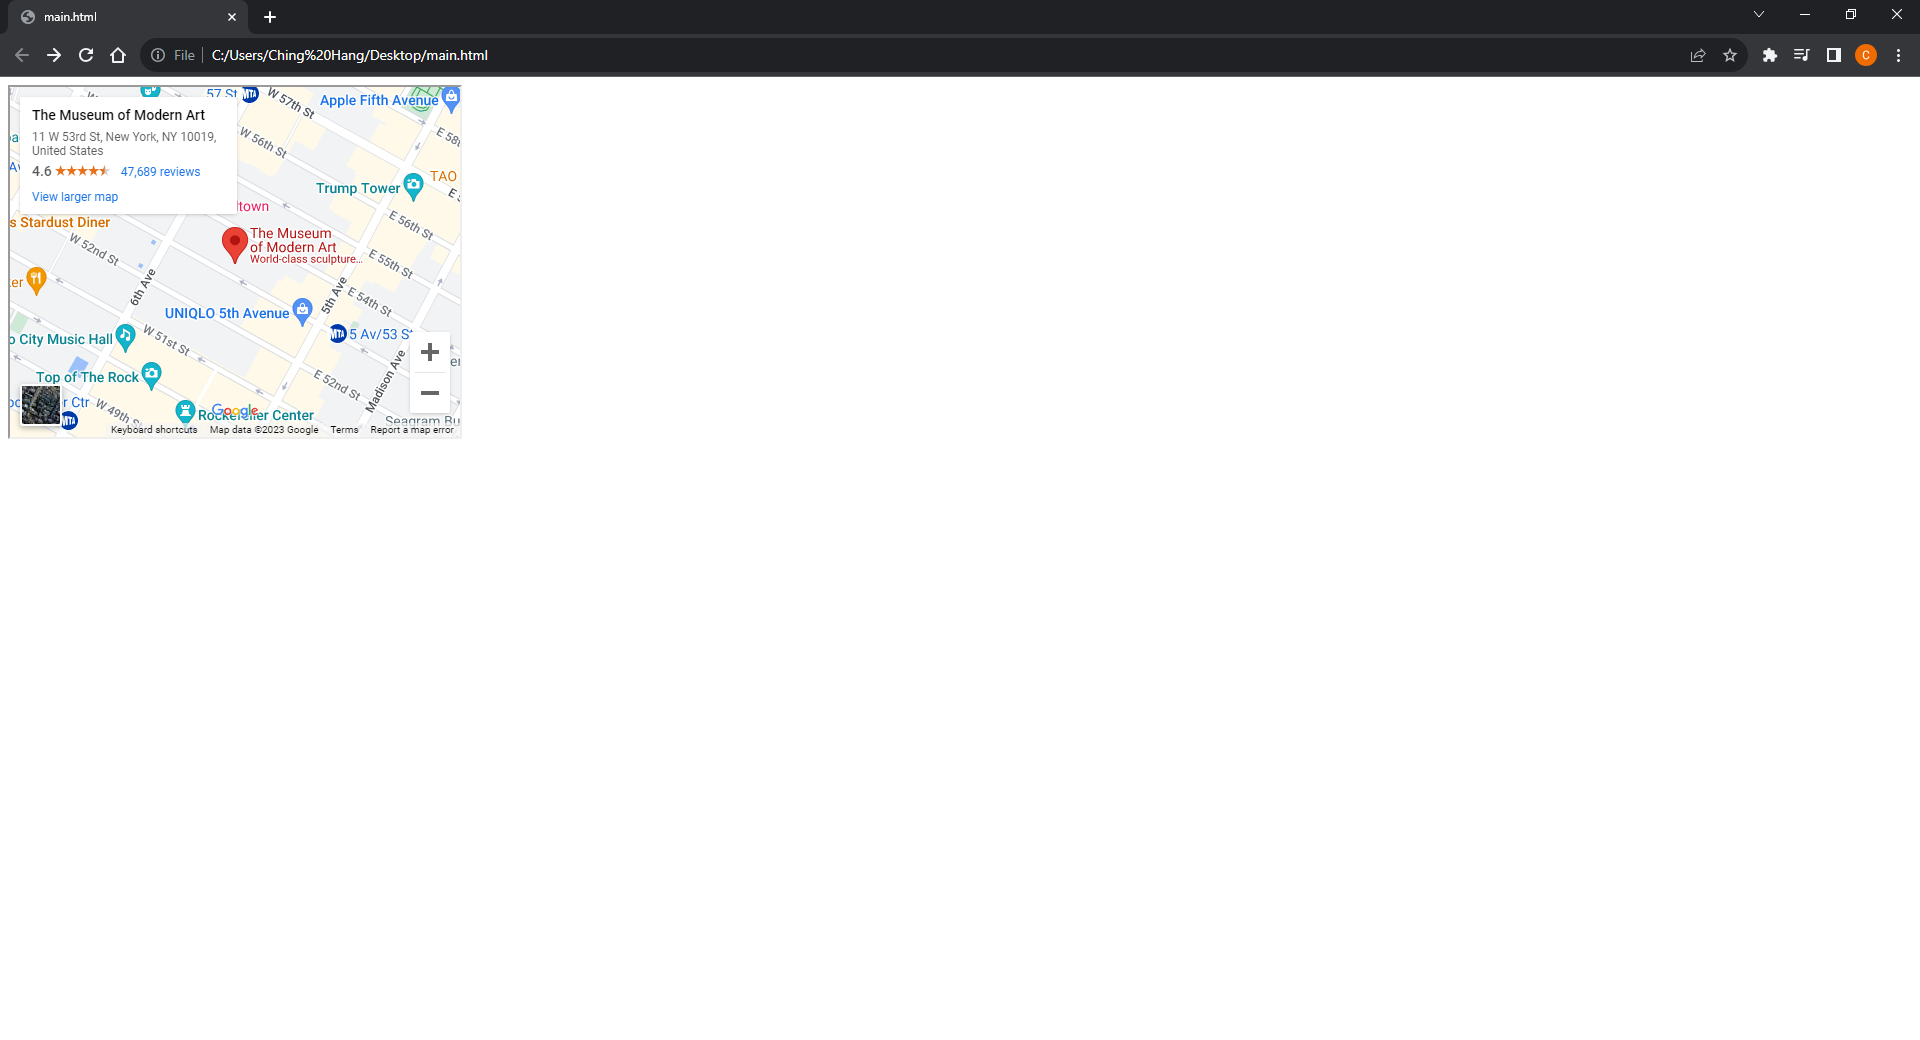 main.html
File
C:/Users/Ching%20Hang/Desktop/main.html
C
57 St
MTA
W 57th St
Apple Fifth Avenue
E 58th
The Museum of Modern Art
11 W 53rd St, New York, NY 10019,
United States
4.6
47,689 reviews
View larger map
W 56th St
TAO
Trump Tower
E 56th St
s Stardust Diner
W 52nd St
The Museum
of Modern Art
World-class sculpture...
E 55th St
6th Ave
5th Ave
E 54th St
UNIQLO 5th Avenue
MTA
5 Av/53 St
o City Music Hall
W 51st St
Top of The Rock
E 52nd St
Madison Ave
Ctr
MTA
W 49th St
Google
Rockefeller Center
Seagram Bu
Keyboard shortcuts
Map data ©2023 Google
Terms
Report a map error